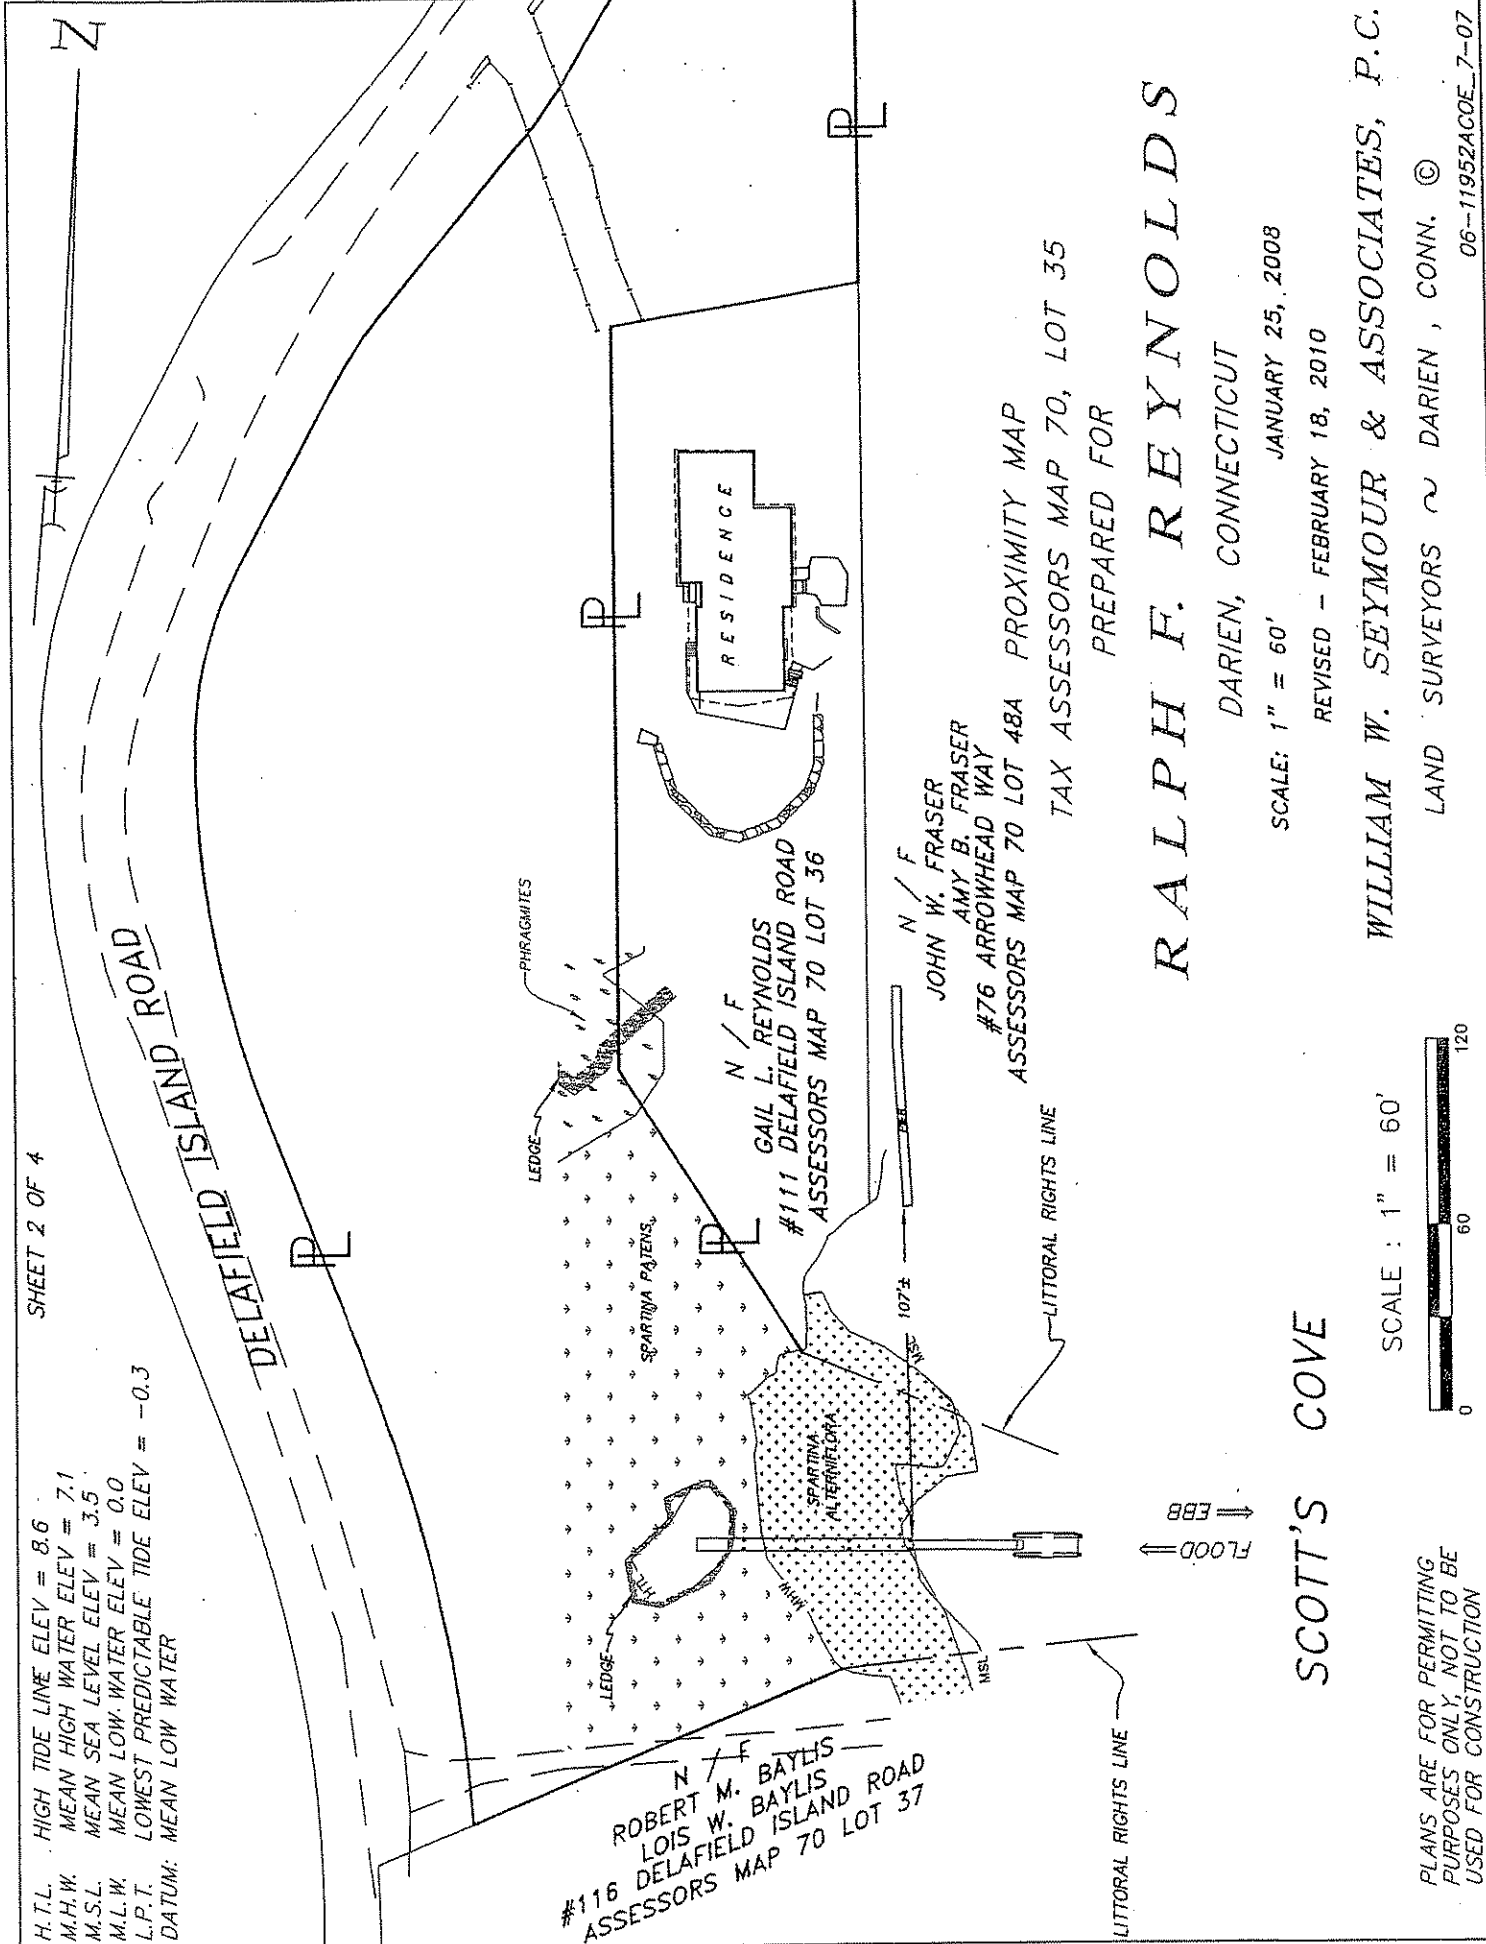 SHEET 2 OF 4
H.T.L. HIGH TIDE LINE ELEV = 8.6
M.H.W. MEAN HIGH WATER ELEV = 7.1
M.S.L. MEAN SEA LEVEL ELEV = 3.5
M.L.W. MEAN LOW WATER ELEV = 0.0
L.P.T. LOWEST PREDICTABLE TIDE ELEV = -0.3
DATUM: MEAN LOW WATER
N
DELAFIELD ISLAND ROAD
PL
PL
PL
PL
RESIDENCE
PHRAGMITES
LEDGE
SPARTINA PATENS
LEDGE
HTL
MHW
SPARTINA
ALTERNIFLORA
MSL
MSL
107'±
PIER
N / F
GAIL L. REYNOLDS
#111 DELAFIELD ISLAND ROAD
ASSESSORS MAP 70 LOT 36
N / F
JOHN W. FRASER
AMY B. FRASER
#76 ARROWHEAD WAY
ASSESSORS MAP 70 LOT 48A
N / F
ROBERT M. BAYLIS
LOIS W. BAYLIS
#116 DELAFIELD ISLAND ROAD
ASSESSORS MAP 70 LOT 37
LITTORAL RIGHTS LINE
LITTORAL RIGHTS LINE
FLOOD
EBB
SCOTT'S COVE
PROXIMITY MAP
TAX ASSESSORS MAP 70, LOT 35
PREPARED FOR
RALPH F. REYNOLDS
DARIEN, CONNECTICUT
SCALE: 1" = 60' JANUARY 25, 2008
REVISED - FEBRUARY 18, 2010
WILLIAM W. SEYMOUR & ASSOCIATES, P.C.
LAND SURVEYORS ~ DARIEN , CONN. ©
06-11952ACOE_7-07
SCALE : 1" = 60'
0 60 120
PLANS ARE FOR PERMITTING
PURPOSES ONLY, NOT TO BE
USED FOR CONSTRUCTION